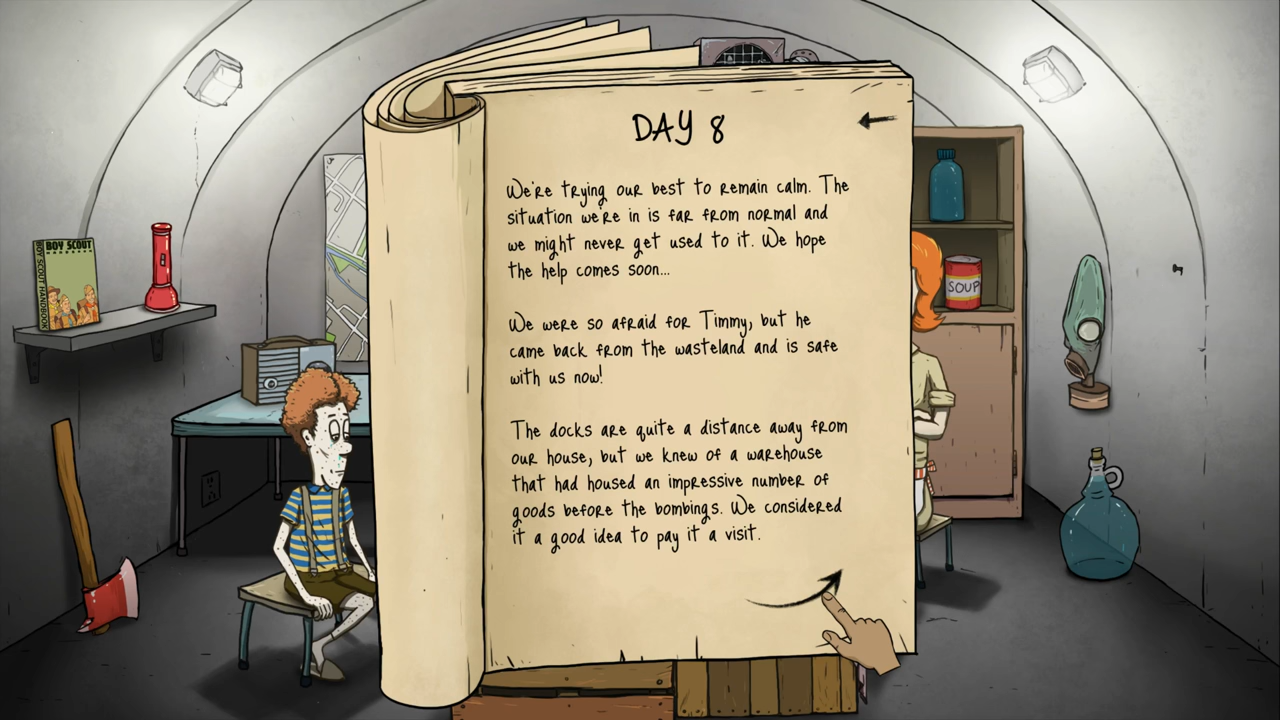 DAY 8
We're trying our best to remain calm. The
situation we're in is far from normal and
we might never get used to it. We hope
the help comes soon...
We were so afraid for Timmy, but he
came back from the wasteland and is safe
with us now!
The docks are quite a distance away from
our house, but we knew of a warehouse
that had housed an impressive number of
goods before the bombings. We considered
it a good idea to pay it a visit.
BOY SCOUT
BOY SCOUT HANDBOOK
SOUP